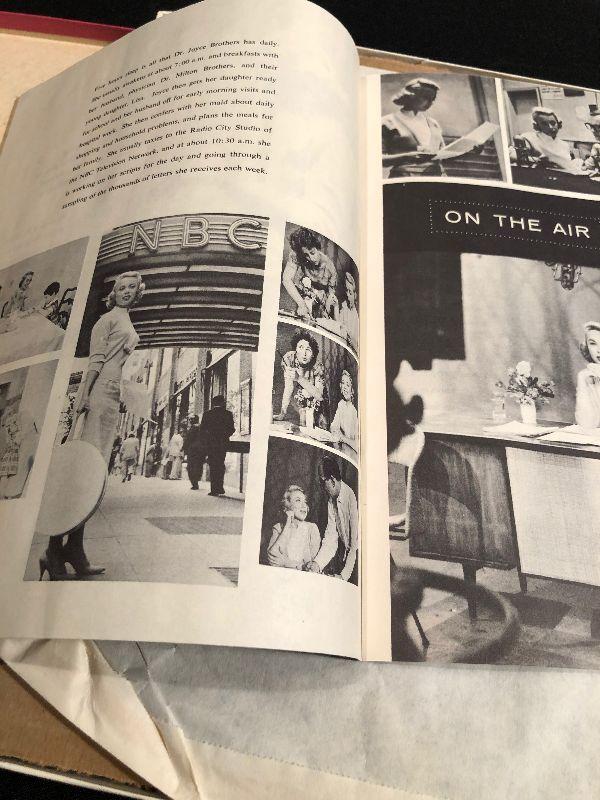 Five hours sleep is all that Dr. Joyce Brothers has daily.
She usually awakens at about 7:00 a.m. and breakfasts with
her husband, physician Dr. Milton Brothers, and their
young daughter, Lisa. Joyce then gets her daughter ready
for school and her husband off for early morning visits and
hospital work. She then confers with her maid about daily
shopping and household problems, and plans the meals for
her family. She usually taxies to the Radio City Studio of
the NBC Television Network, and at about 10:30 a.m. she
is working on her scripts for the day and going through a
sampling of the thousands of letters she receives each week.
NBC
ON THE AIR